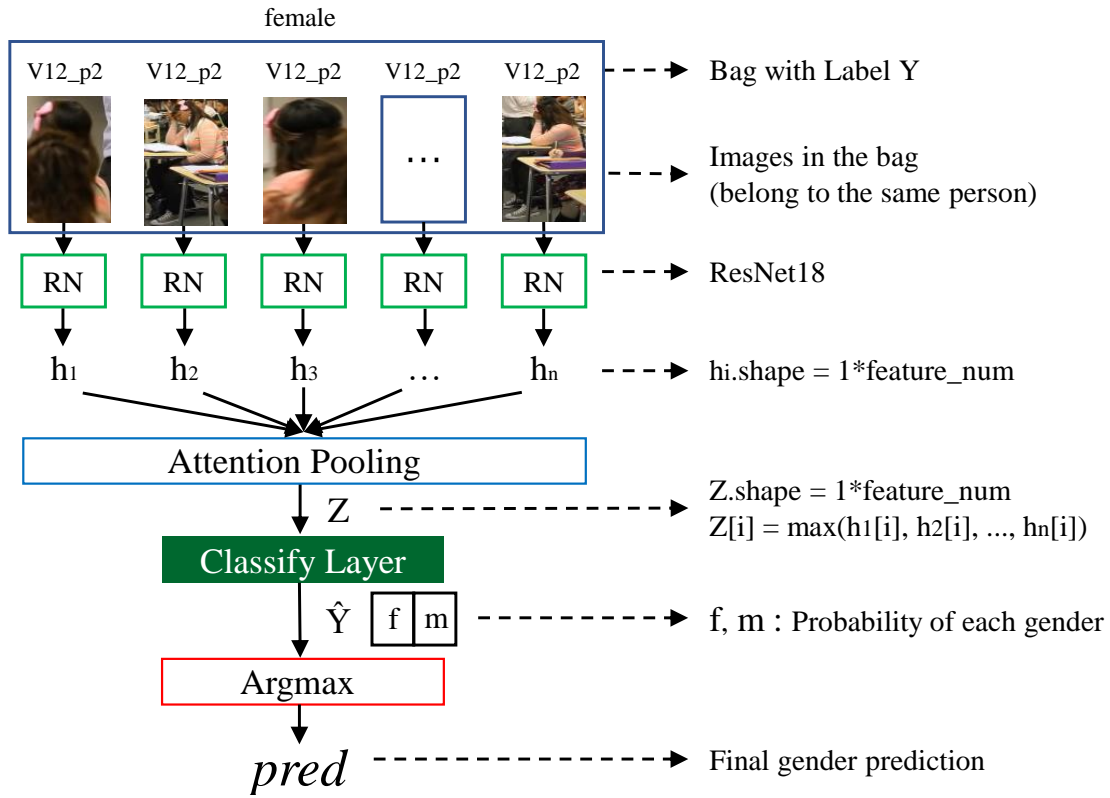 female
V12_p2 V12_p2 V12_p2 V12_p2 V12_p2
Bag with Label Y
...
Images in the bag
(belong to the same person)
RN RN RN RN RN
ResNet18
h1 h2 h3 ... hn
hi.shape = 1*feature_num
Attention Pooling
Z
Z.shape = 1*feature_num
Z[i] = max(h1[i], h2[i], ..., hn[i])
Classify Layer
Ŷ f m
f, m : Probability of each gender
Argmax
pred
Final gender prediction